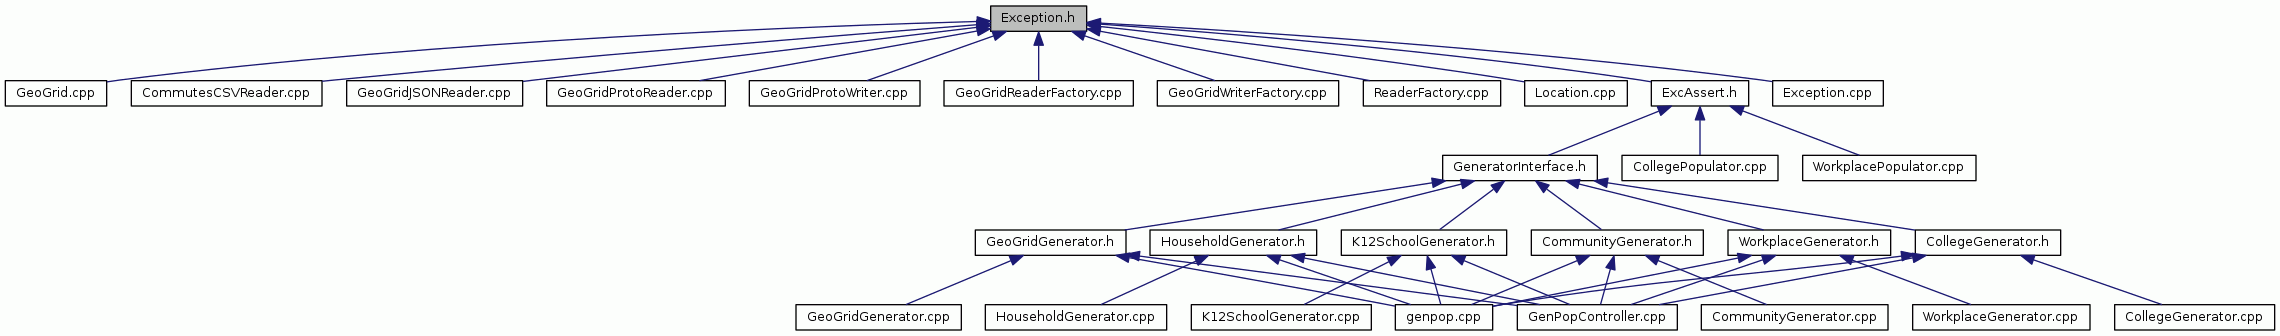 Exception.h
GeoGrid.cpp
CommutesCSVReader.cpp
GeoGridJSONReader.cpp
GeoGridProtoReader.cpp
GeoGridProtoWriter.cpp
GeoGridReaderFactory.cpp
GeoGridWriterFactory.cpp
ReaderFactory.cpp
Location.cpp
ExcAssert.h
Exception.cpp
GeneratorInterface.h
CollegePopulator.cpp
WorkplacePopulator.cpp
GeoGridGenerator.h
HouseholdGenerator.h
K12SchoolGenerator.h
CommunityGenerator.h
WorkplaceGenerator.h
CollegeGenerator.h
GeoGridGenerator.cpp
HouseholdGenerator.cpp
K12SchoolGenerator.cpp
genpop.cpp
GenPopController.cpp
CommunityGenerator.cpp
WorkplaceGenerator.cpp
CollegeGenerator.cpp